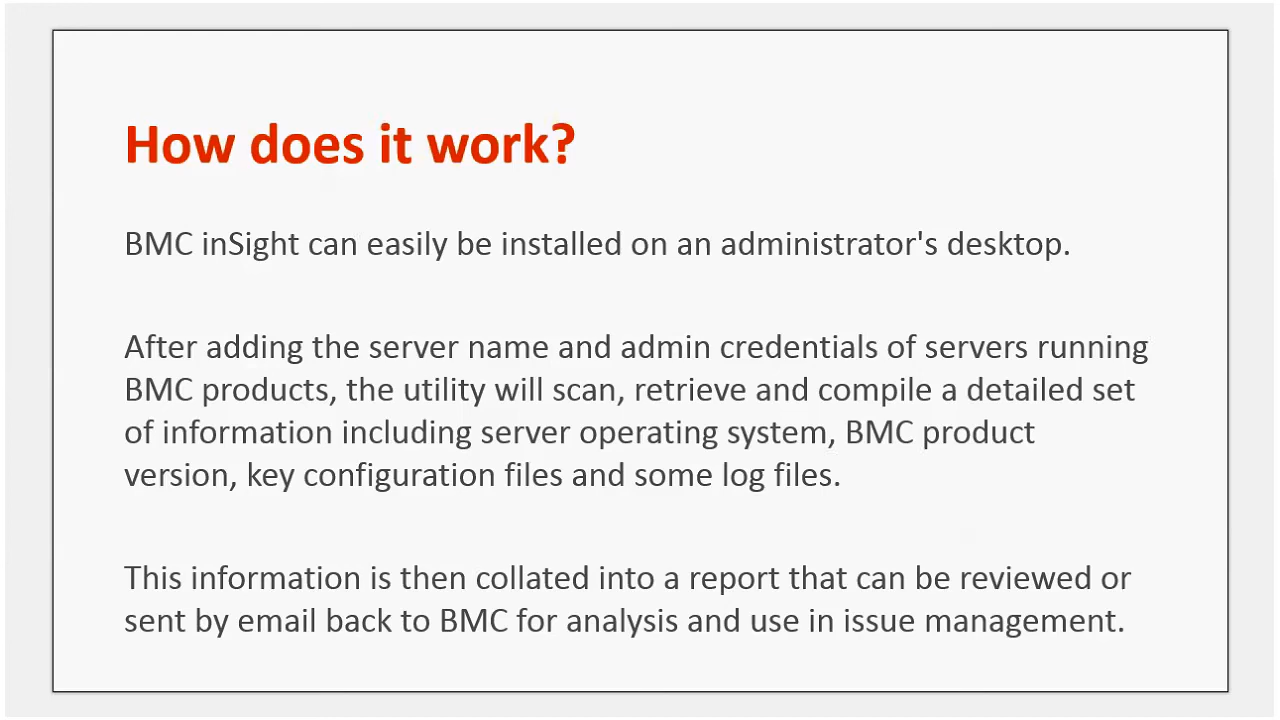 How does it work?
BMC inSight can easily be installed on an administrator's desktop.
After adding the server name and admin credentials of servers running
BMC products, the utility will scan, retrieve and compile a detailed set
of information including server operating system, BMC product
version, key configuration files and some log files.
This information is then collated into a report that can be reviewed or
sent by email back to BMC for analysis and use in issue management.